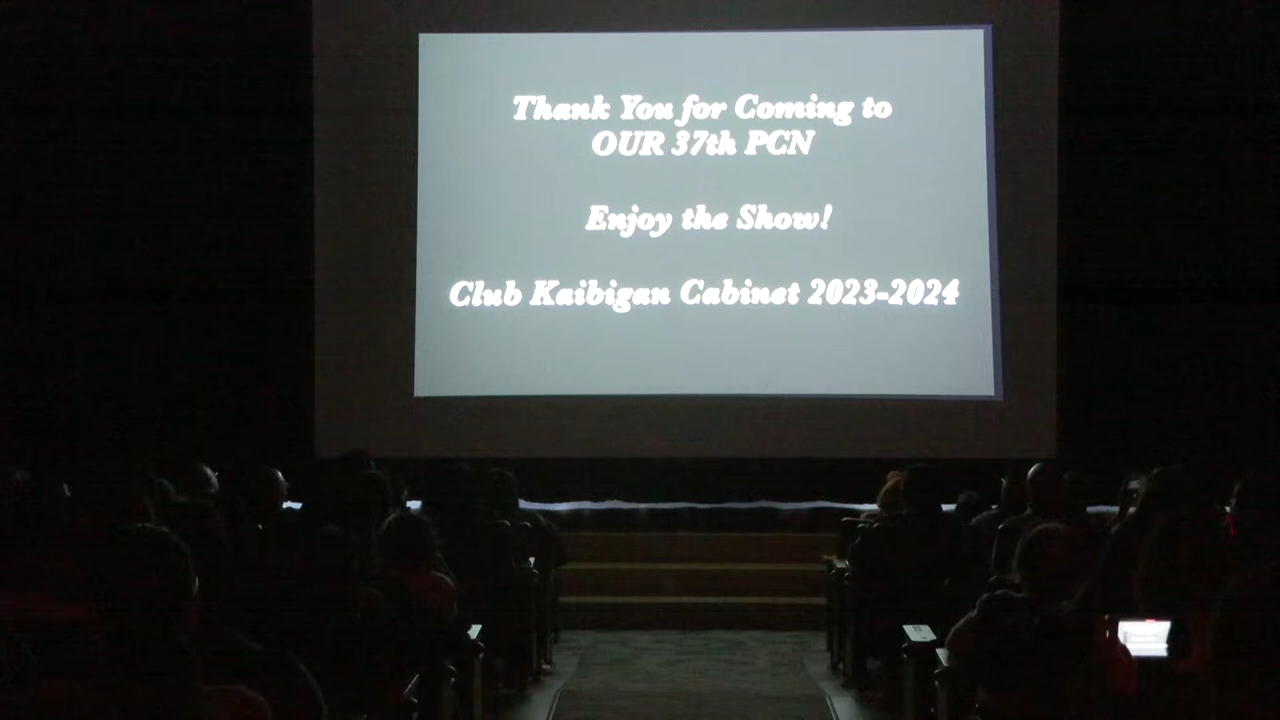 Thank You for Coming to
OUR 37th PCN
Enjoy the Show!
Club Kaibigan Cabinet 2023-2024